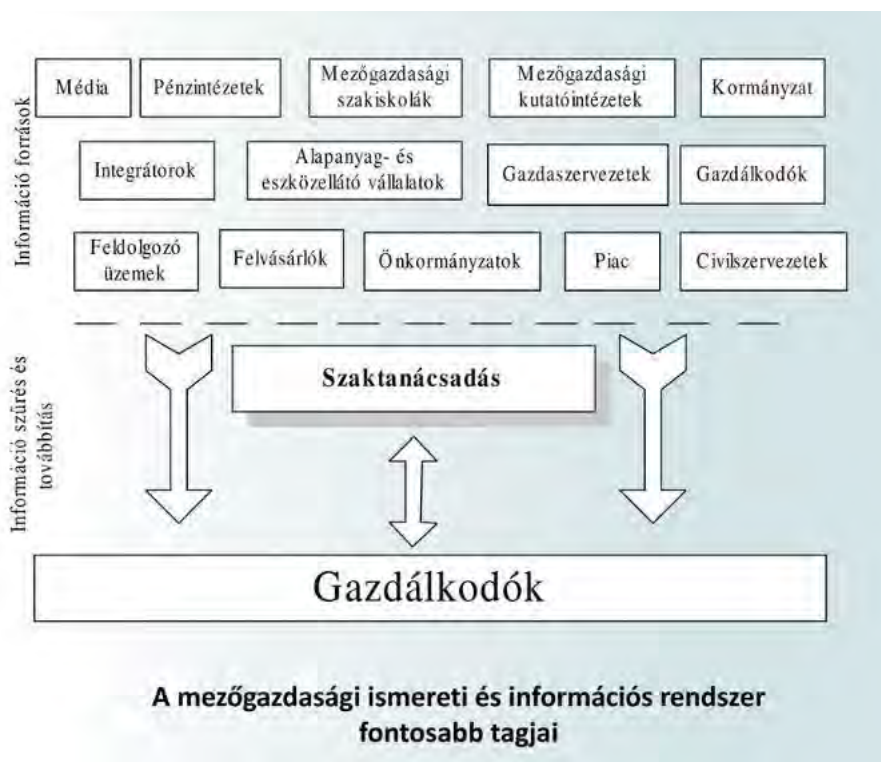 Információ források
Média
Pénzintézetek
Mezőgazdasági
szakiskolák
Mezőgazdasági
kutatóintézetek
Kormányzat
Integrátorok
Alapanyag- és
eszközellátó vállalatok
Gazdaszervezetek
Gazdálkodók
Feldolgozó
üzemek
Felvásárlók
Önkormányzatok
Piac
Civilszervezetek
Információ szűrés és
továbbítás
Szaktanácsadás
Gazdálkodók
A mezőgazdasági ismereti és információs rendszer
fontosabb tagjai